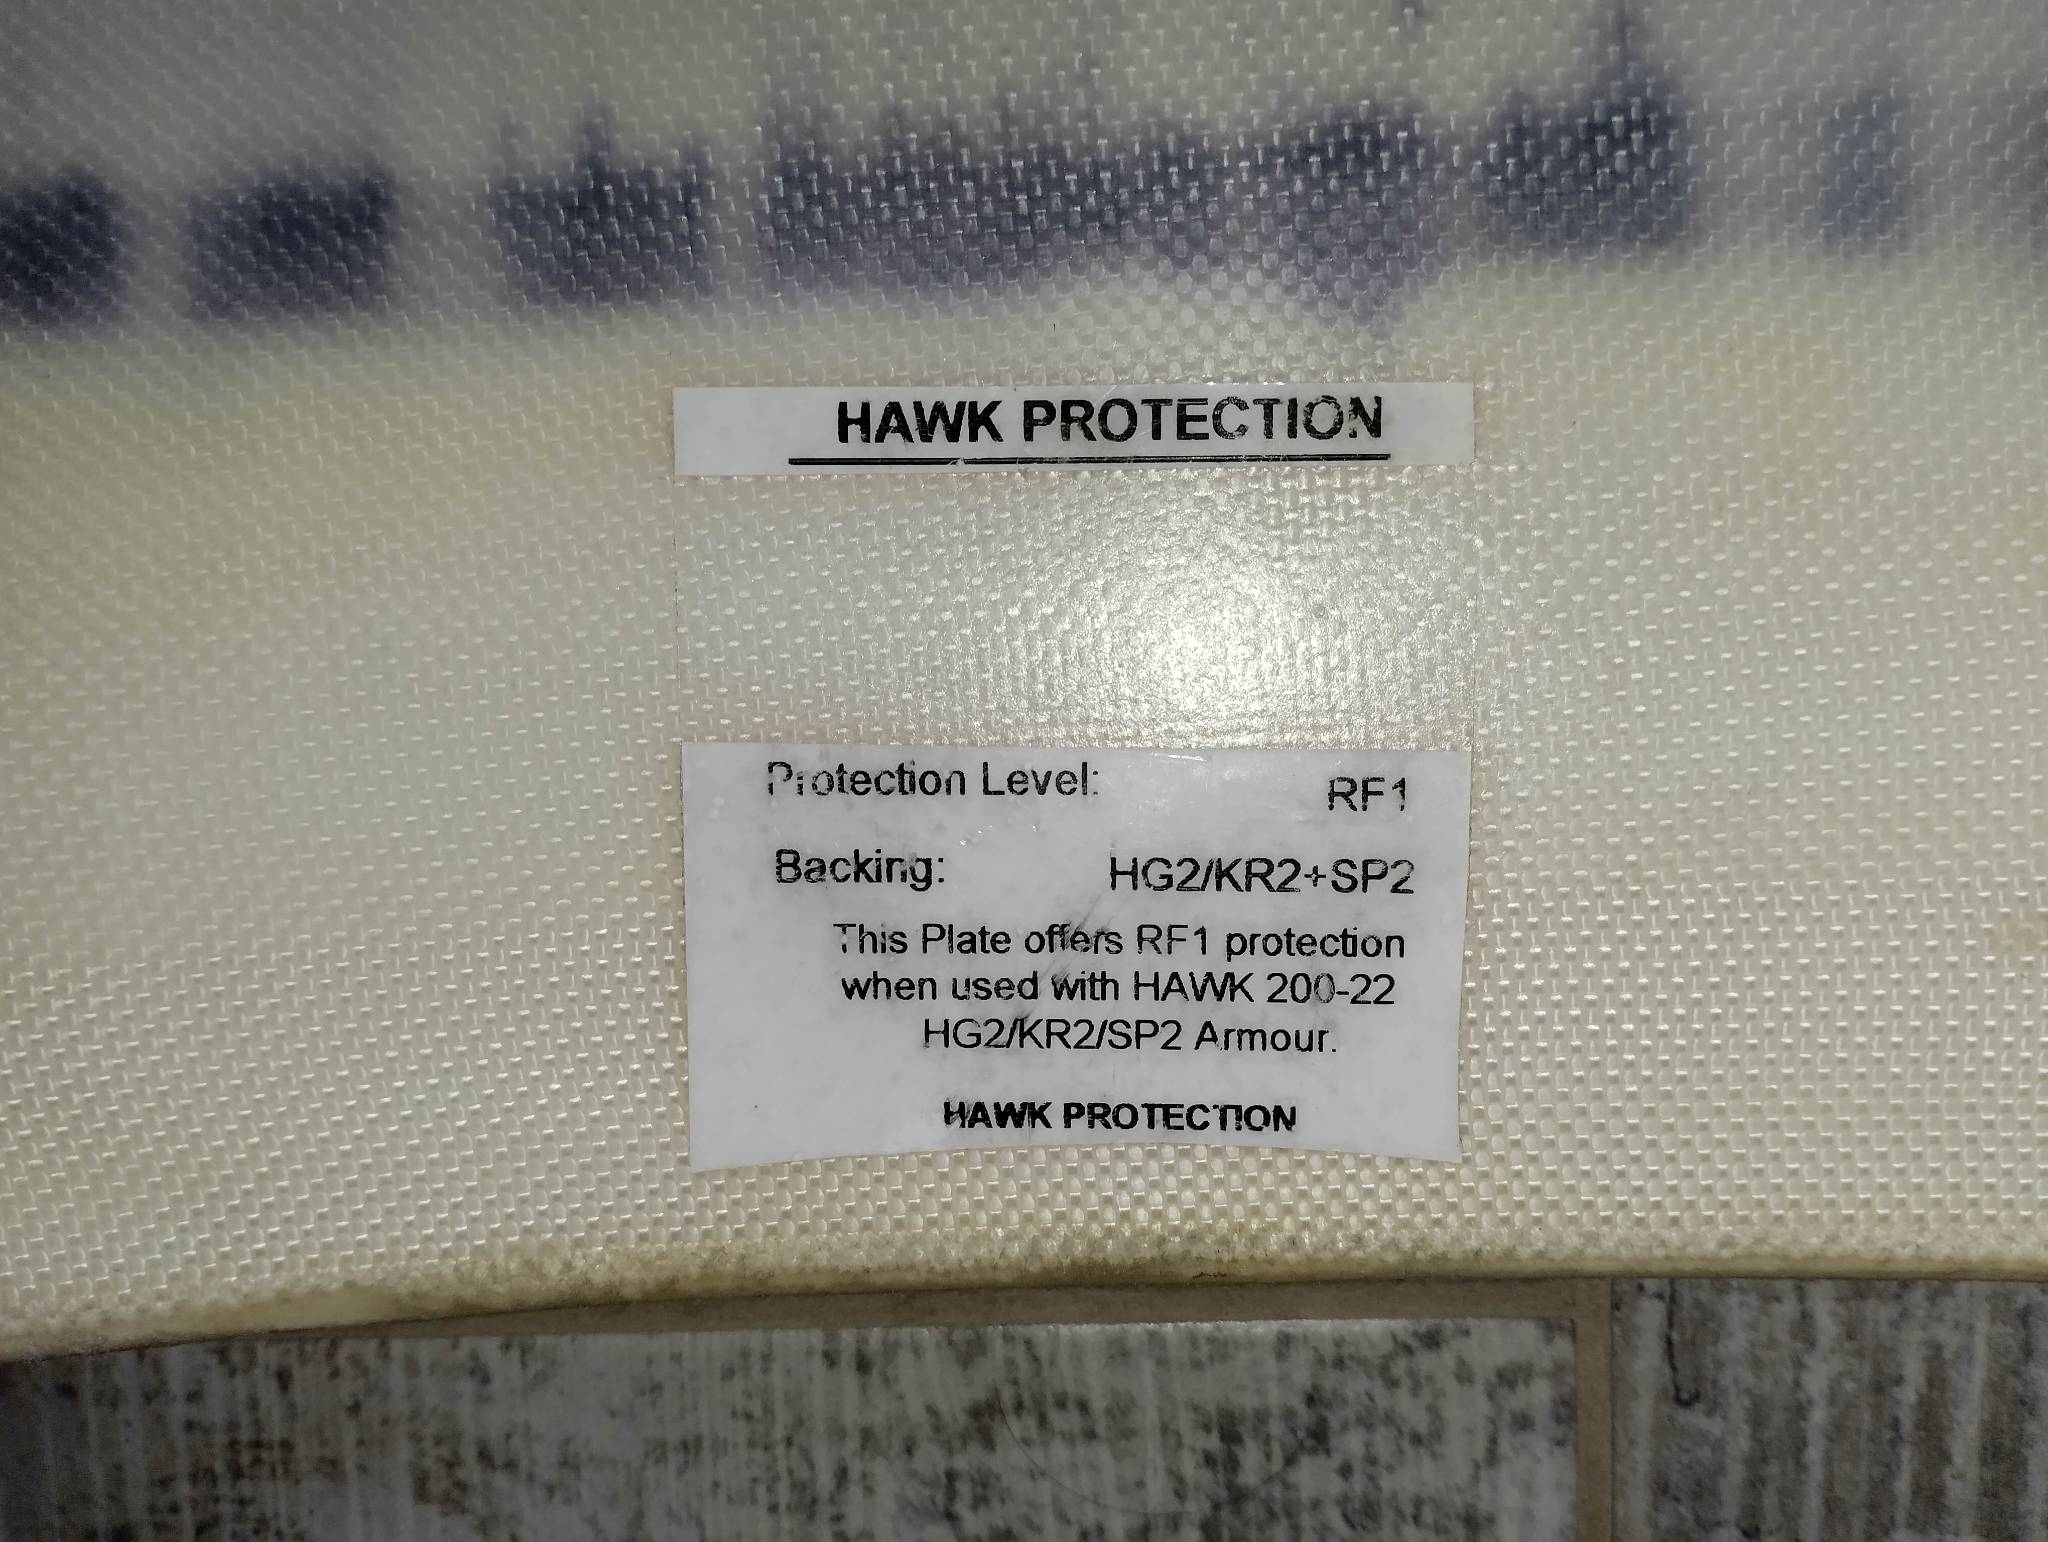 HAWK PROTECTION
Protection Level: RF1
Backing: HG2/KR2+SP2
This Plate offers RF1 protection
when used with HAWK 200-22
HG2/KR2/SP2 Armour.
HAWK PROTECTION